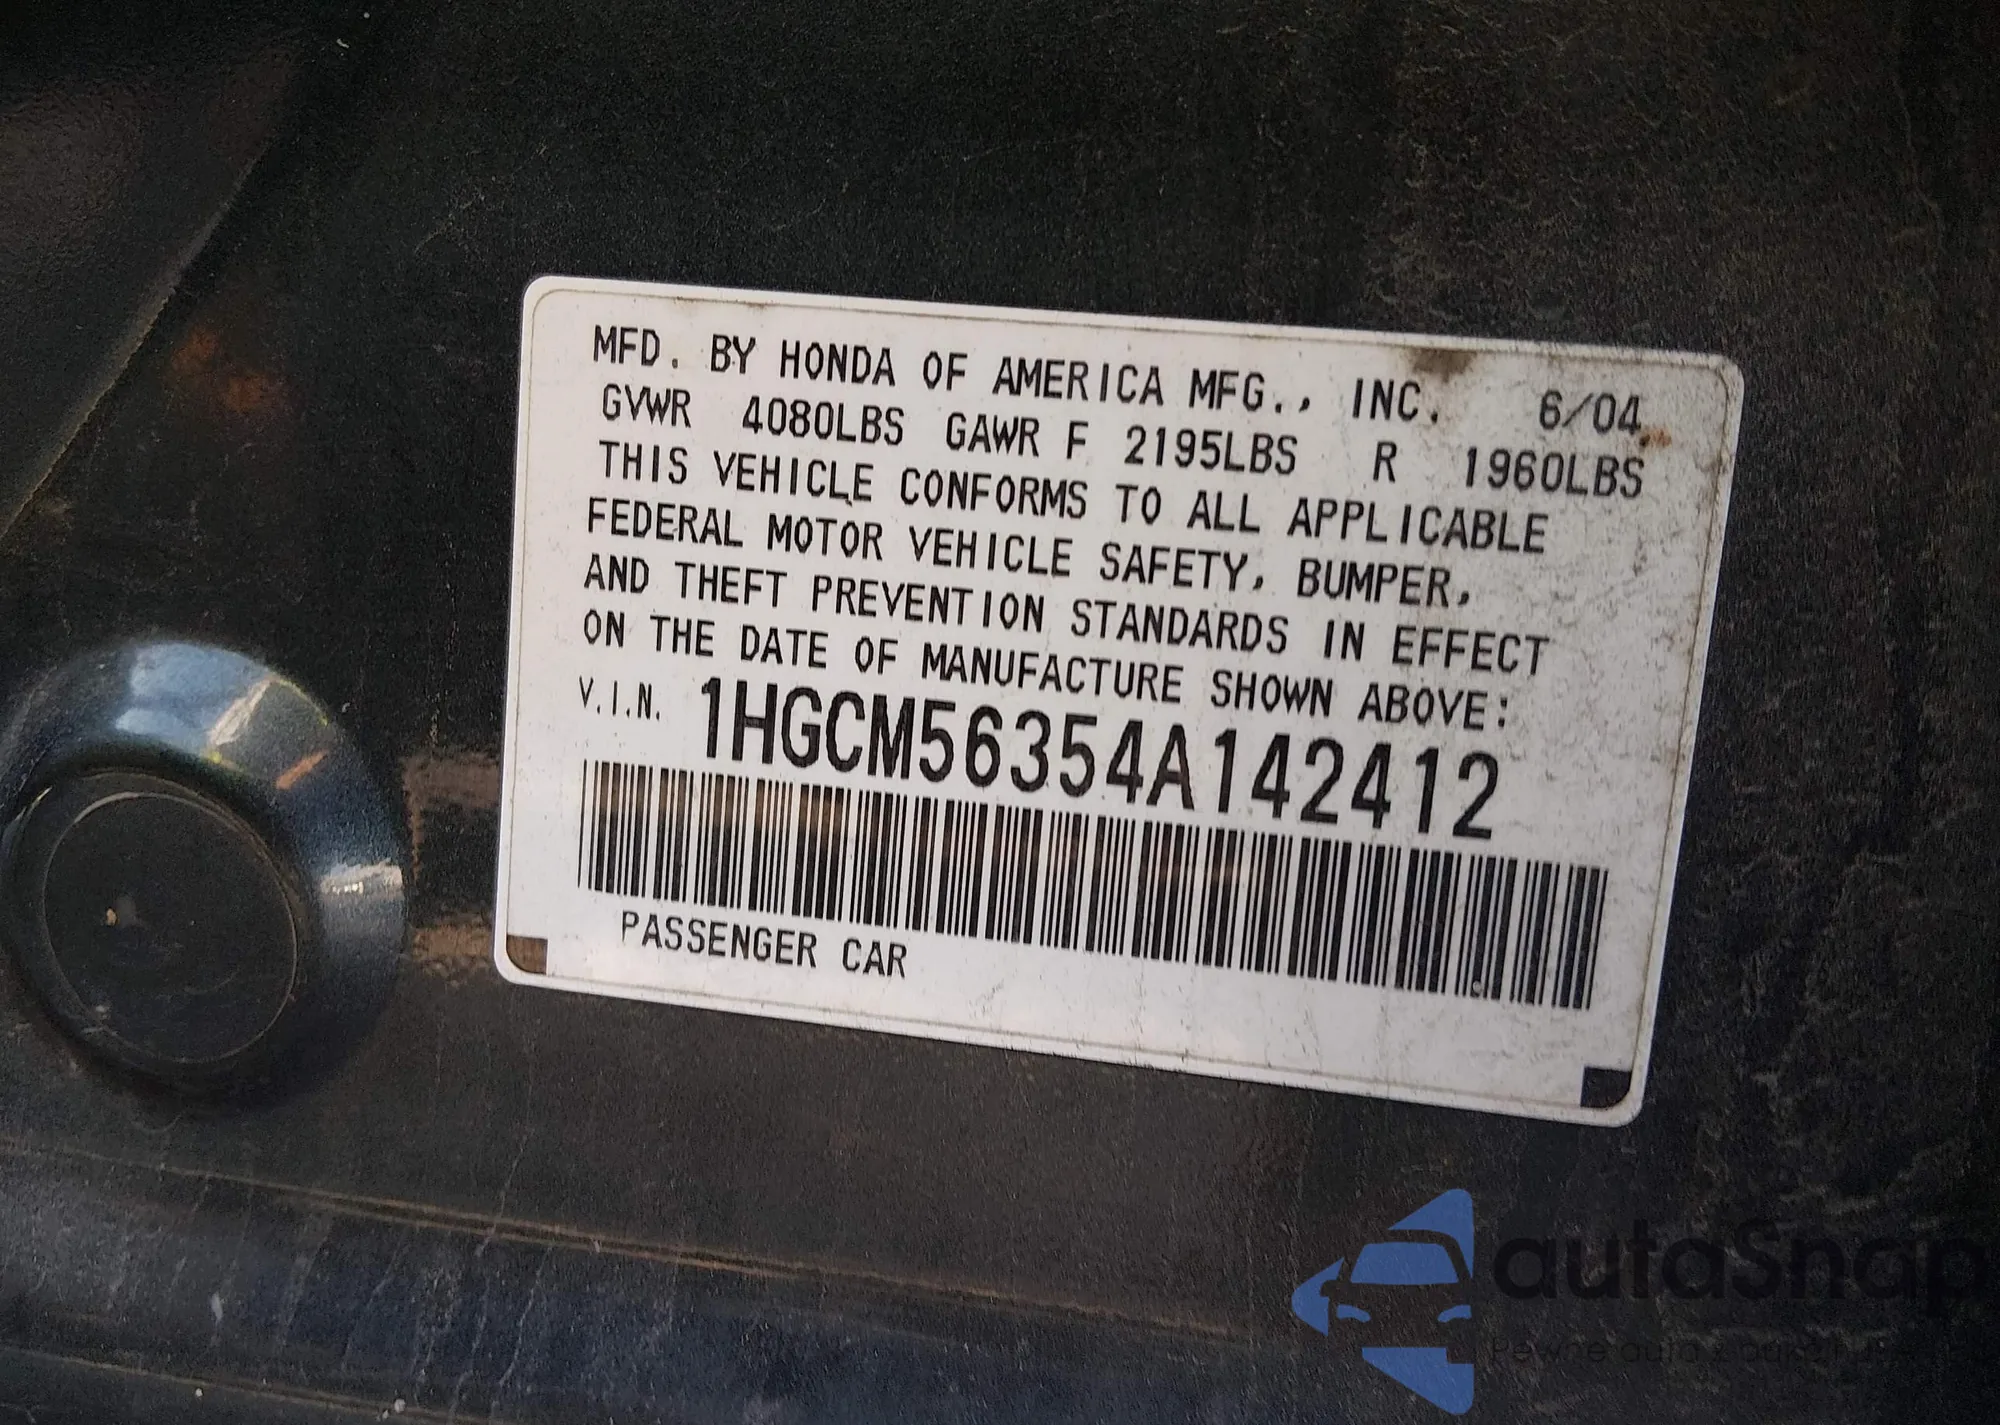 MFD. BY HONDA OF AMERICA MFG., INC. 6/04
GVWR 4080LBS GAWR F 2195LBS R 1960LBS
THIS VEHICLE CONFORMS TO ALL APPLICABLE
FEDERAL MOTOR VEHICLE SAFETY, BUMPER,
AND THEFT PREVENTION STANDARDS IN EFFECT
ON THE DATE OF MANUFACTURE SHOWN ABOVE:
V.I.N. 1HGCM56354A142412
PASSENGER CAR
autoSnap
Pewne auto z